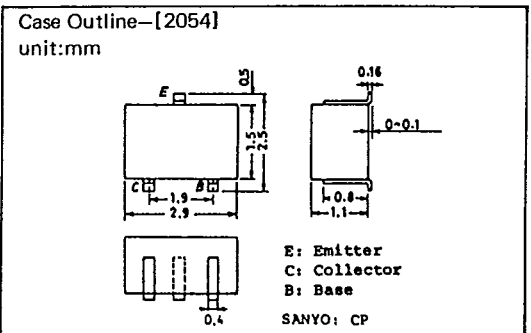 Case Outline—[2054]
unit:mm
0.5
0.16
E
0~0.1
1.5
2.5
C
B
1.9
0.8
2.9
1.1
E: Emitter
C: Collector
B: Base
0.4
SANYO: CP